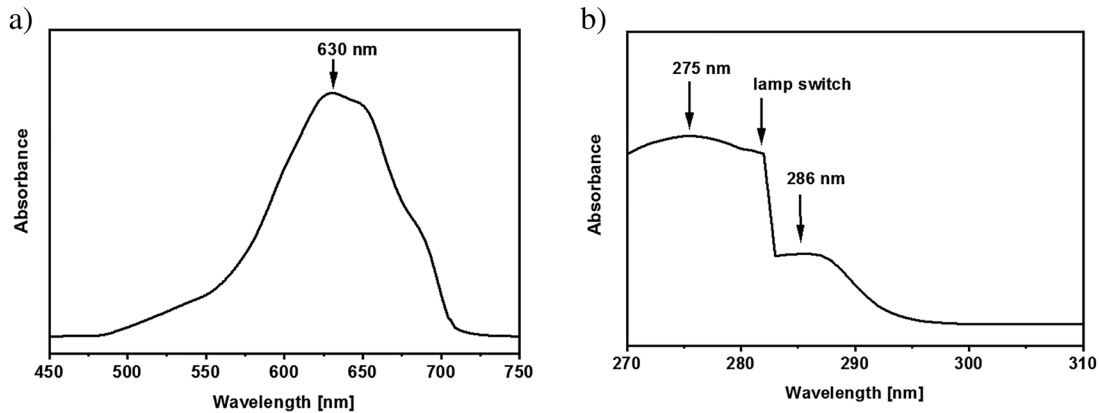 a)
630 nm
Absorbance
450 500 550 600 650 700 750
Wavelength [nm]
b)
275 nm
lamp switch
286 nm
Absorbance
270 280 290 300 310
Wavelength [nm]